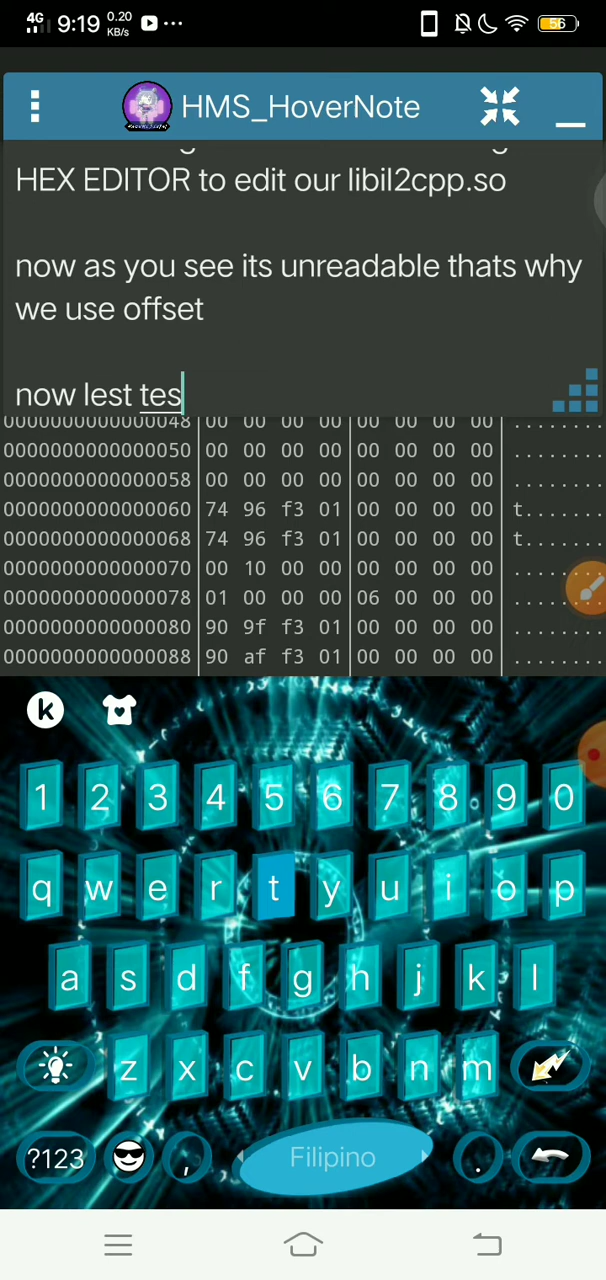 4G 9:19 0.20 KB/s 56
HMS_HoverNote
HEX EDITOR to edit our libil2cpp.so
now as you see its unreadable thats why
we use offset
now lest tes
0000000000000048 00 00 00 00 00 00 00 00 ........
0000000000000050 00 00 00 00 00 00 00 00 ........
0000000000000058 00 00 00 00 00 00 00 00 ........
0000000000000060 74 96 f3 01 00 00 00 00 t.......
0000000000000068 74 96 f3 01 00 00 00 00 t.......
0000000000000070 00 10 00 00 00 00 00 00 ........
0000000000000078 01 00 00 00 06 00 00 00 ........
0000000000000080 90 9f f3 01 00 00 00 00 ........
0000000000000088 90 af f3 01 00 00 00 00 ........
k
1 2 3 4 5 6 7 8 9 0
q w e r t y u i o p
a s d f g h j k l
z x c v b n m
?123 , Filipino .